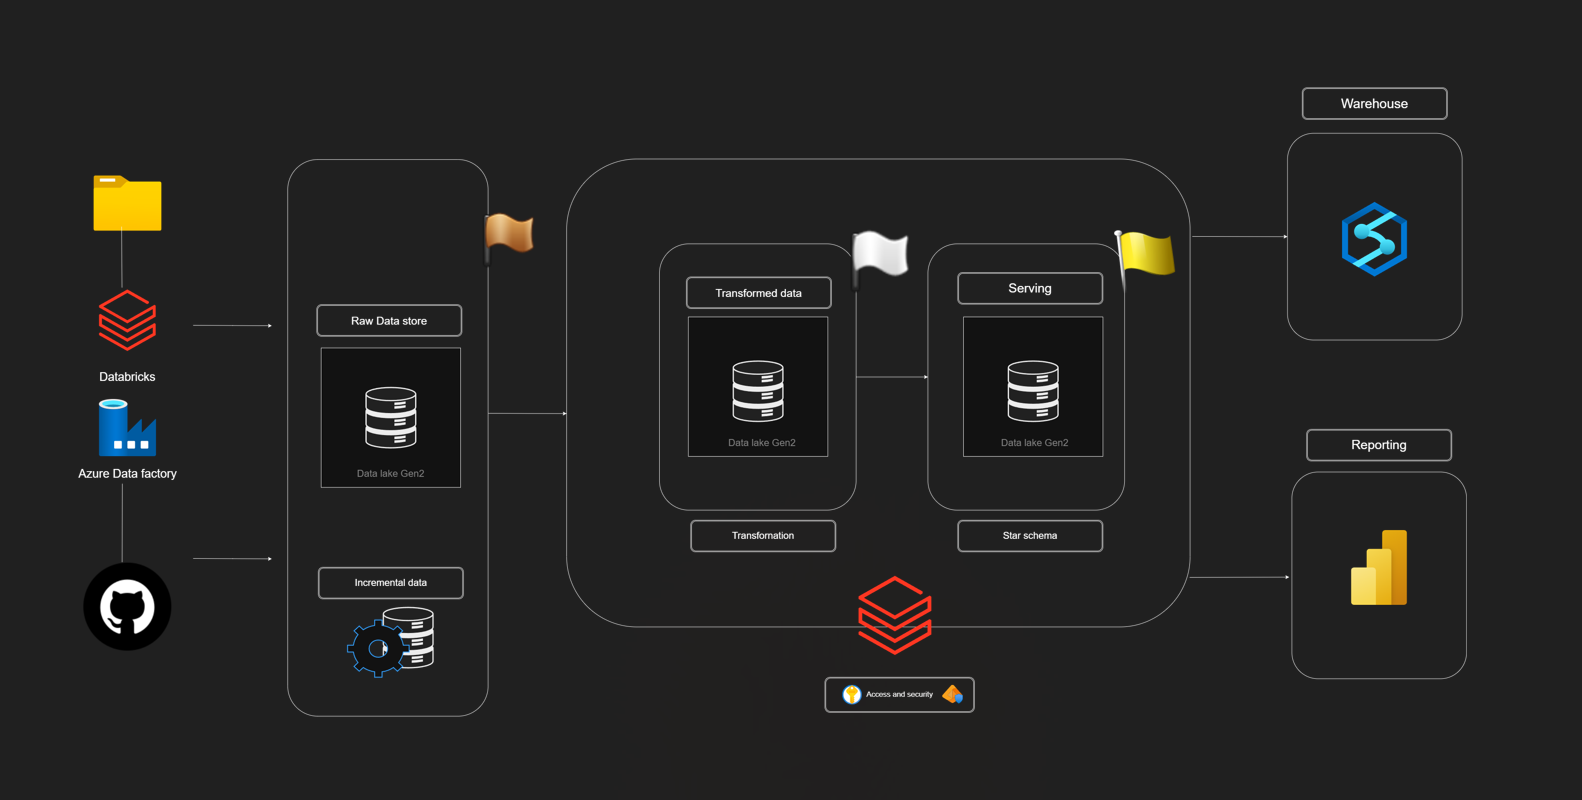 Databricks
Azure Data factory
Raw Data store
Data lake Gen2
Incremental data
Transformed data
Data lake Gen2
Transfornation
Serving
Data lake Gen2
Star schema
Access and security
Warehouse
Reporting